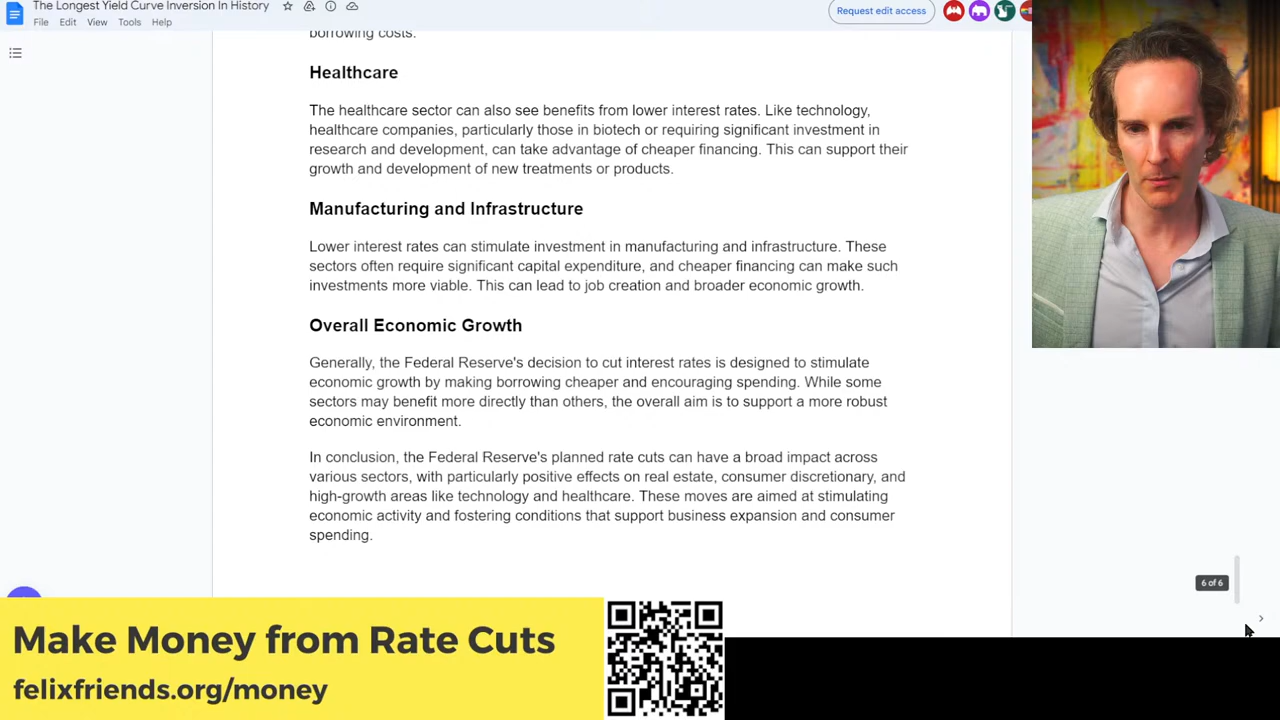 The Longest Yield Curve Inversion In History
File Edit View Tools Help
Request edit access
borrowing costs.
Healthcare
The healthcare sector can also see benefits from lower interest rates. Like technology,
healthcare companies, particularly those in biotech or requiring significant investment in
research and development, can take advantage of cheaper financing. This can support their
growth and development of new treatments or products.
Manufacturing and Infrastructure
Lower interest rates can stimulate investment in manufacturing and infrastructure. These
sectors often require significant capital expenditure, and cheaper financing can make such
investments more viable. This can lead to job creation and broader economic growth.
Overall Economic Growth
Generally, the Federal Reserve's decision to cut interest rates is designed to stimulate
economic growth by making borrowing cheaper and encouraging spending. While some
sectors may benefit more directly than others, the overall aim is to support a more robust
economic environment.
In conclusion, the Federal Reserve's planned rate cuts can have a broad impact across
various sectors, with particularly positive effects on real estate, consumer discretionary, and
high-growth areas like technology and healthcare. These moves are aimed at stimulating
economic activity and fostering conditions that support business expansion and consumer
spending.
6 of 6
Make Money from Rate Cuts
felixfriends.org/money